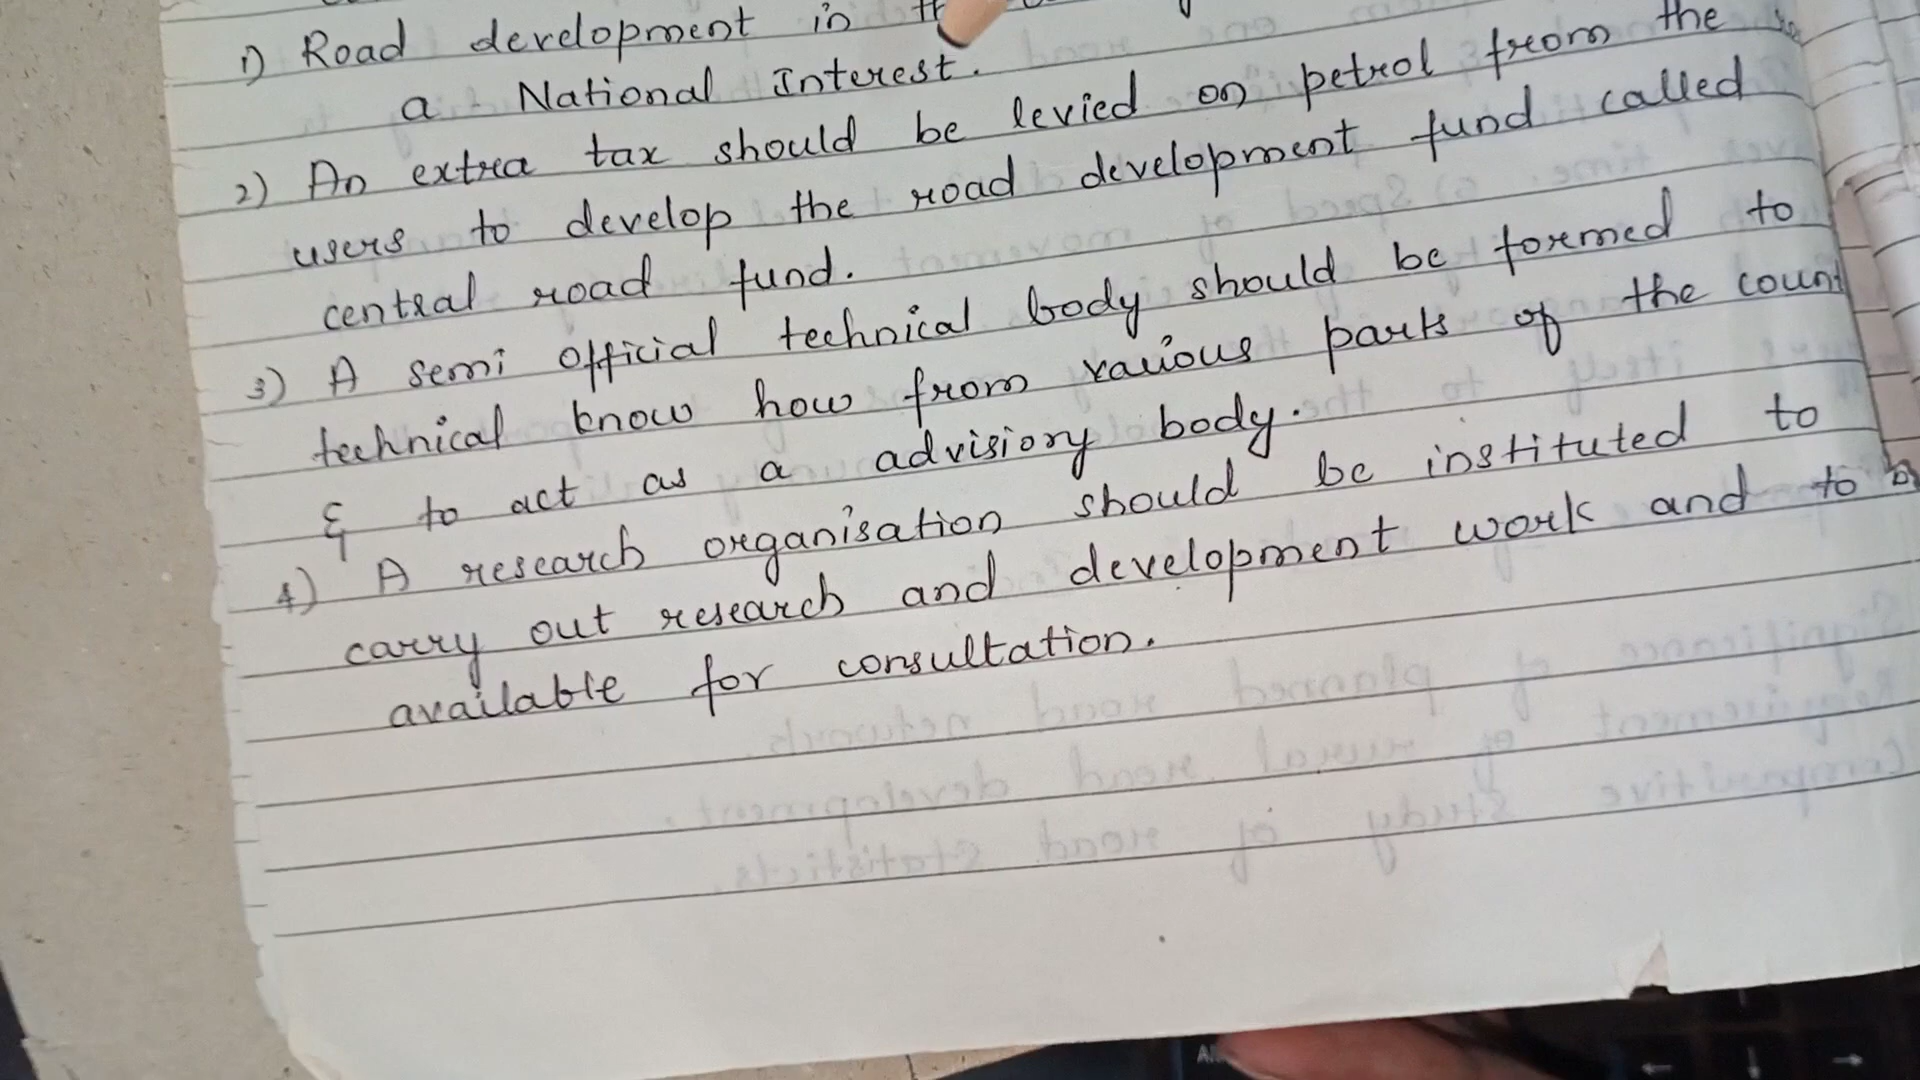 1) Road development in
a National Interest.
2) An extra tax should be levied on petrol from the
users to develop the road development fund called
central road fund.
3) A semi official technical body should be formed to
technical know how from various parts of the count
& to act as a advisiory body.
4) A research organisation should be instituted to
carry out research and development work and to
available for consultation.